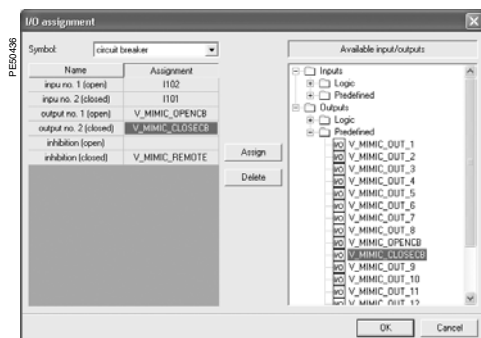 PE50436
I/O assignment
Symbol: circuit breaker
Available input/outputs
Name Assignment
inpu no. 1 (open) I102
inpu no. 2 (closed) I101
output no. 1 (open) V_MIMIC_OPENCB
output no. 2 (closed) V_MIMIC_CLOSECB
inhibition (open)
inhibition (closed) V_MIMIC_REMOTE
Assign
Delete
Inputs
Logic
Predefined
Outputs
Logic
Predefined
I/O V_MIMIC_OUT_1
I/O V_MIMIC_OUT_2
I/O V_MIMIC_OUT_3
I/O V_MIMIC_OUT_4
I/O V_MIMIC_OUT_5
I/O V_MIMIC_OUT_6
I/O V_MIMIC_OUT_7
I/O V_MIMIC_OUT_8
I/O V_MIMIC_OPENCB
I/O V_MIMIC_CLOSECB
I/O V_MIMIC_OUT_9
I/O V_MIMIC_OUT_10
I/O V_MIMIC_OUT_11
I/O V_MIMIC_OUT_12
OK Cancel